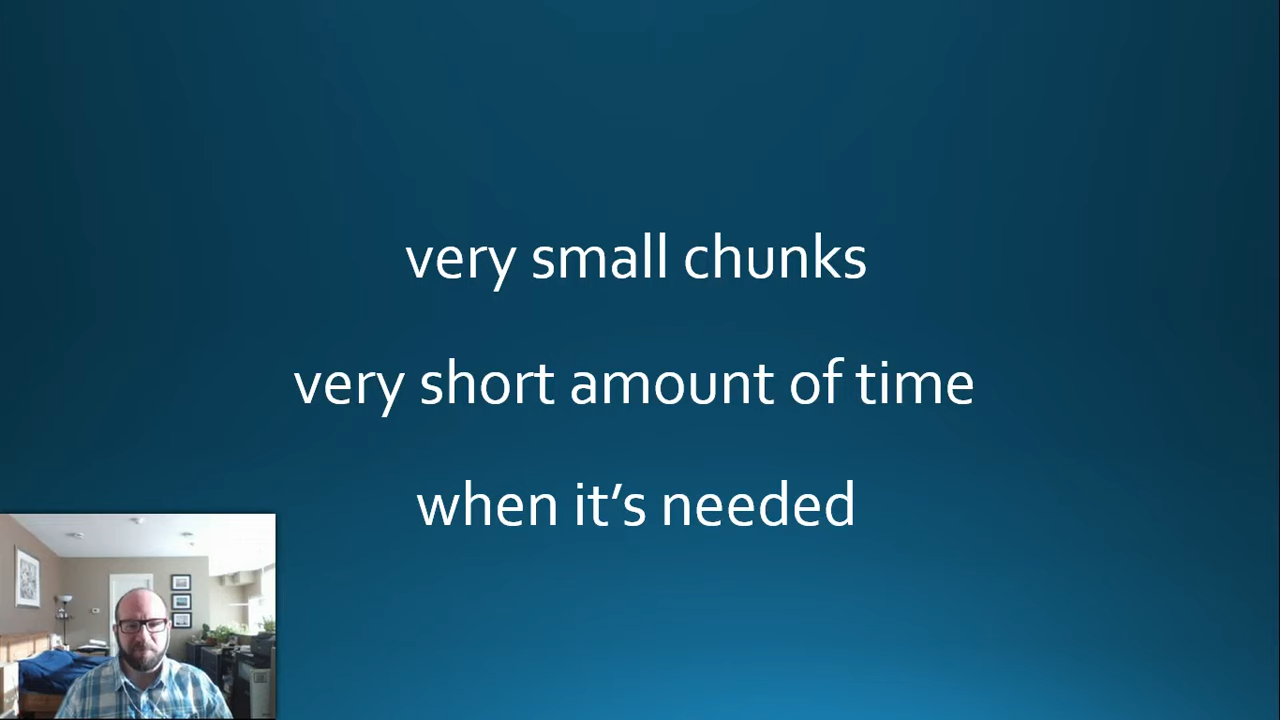 very small chunks
very short amount of time
when it’s needed